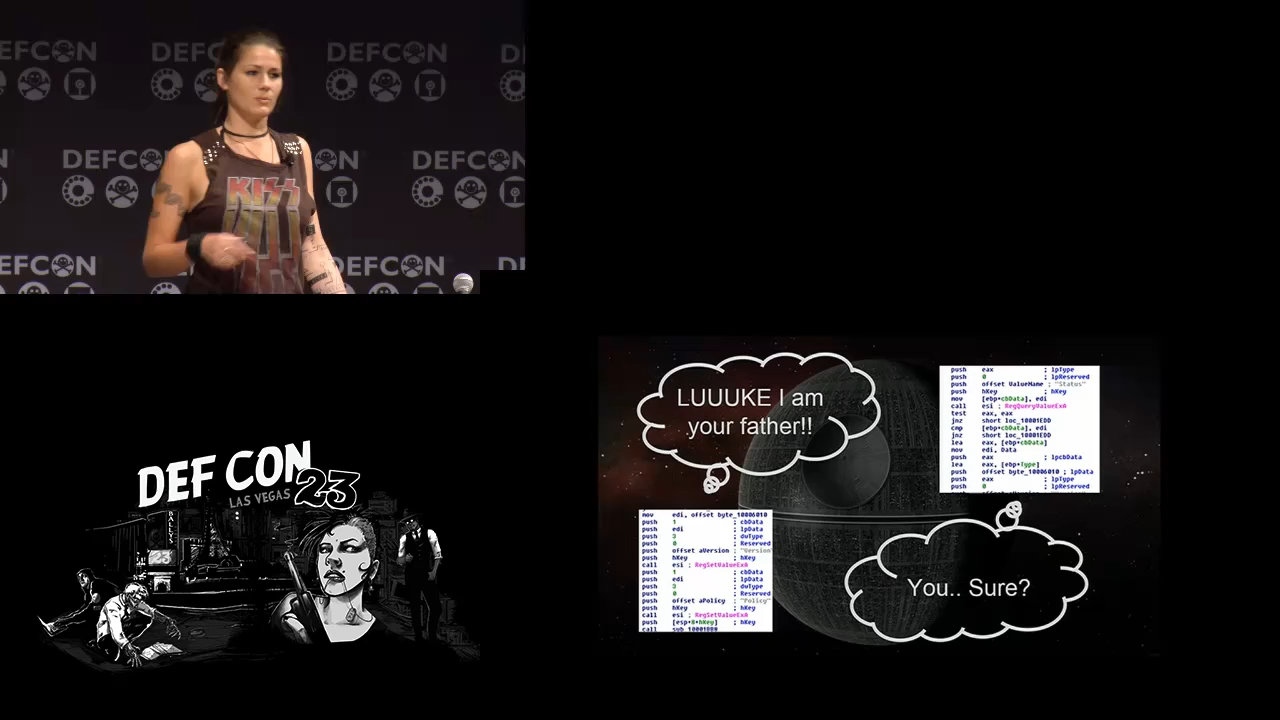 DEFCON
DEFCON
DEFCON
DEFCON
DEFCON
DEFCON
DEFCON
KISS
DEF CON 23
LAS VEGAS
BALLY'S
LUUUKE I am
your father!!
push eax ; lpType
push 0 ; lpReserved
push offset ValueName ; "Status"
push hKey ; hKey
mov [ebp+cbData], edi
call esi ; RegQueryValueExA
test eax, eax
jnz short loc_10001EDD
cmp [ebp+cbData], edi
jnz short loc_10001EDD
lea eax, [ebp+cbData]
mov edi, Data
push eax ; lpcbData
lea eax, [ebp+Type]
push offset byte_10006010 ; lpData
push eax ; lpType
push 0 ; lpReserved
mov edi, offset byte_10006010
push 1 ; cbData
push edi ; lpData
push 3 ; dwType
push 0 ; Reserved
push offset aVersion ; "Version"
push hKey ; hKey
call esi ; RegSetValueExA
push 1 ; cbData
push edi ; lpData
push 3 ; dwType
push 0 ; Reserved
push offset aPolicy ; "Policy"
push hKey ; hKey
call esi ; RegSetValueExA
push [esp+8+hKey] ; hKey
call
You.. Sure?